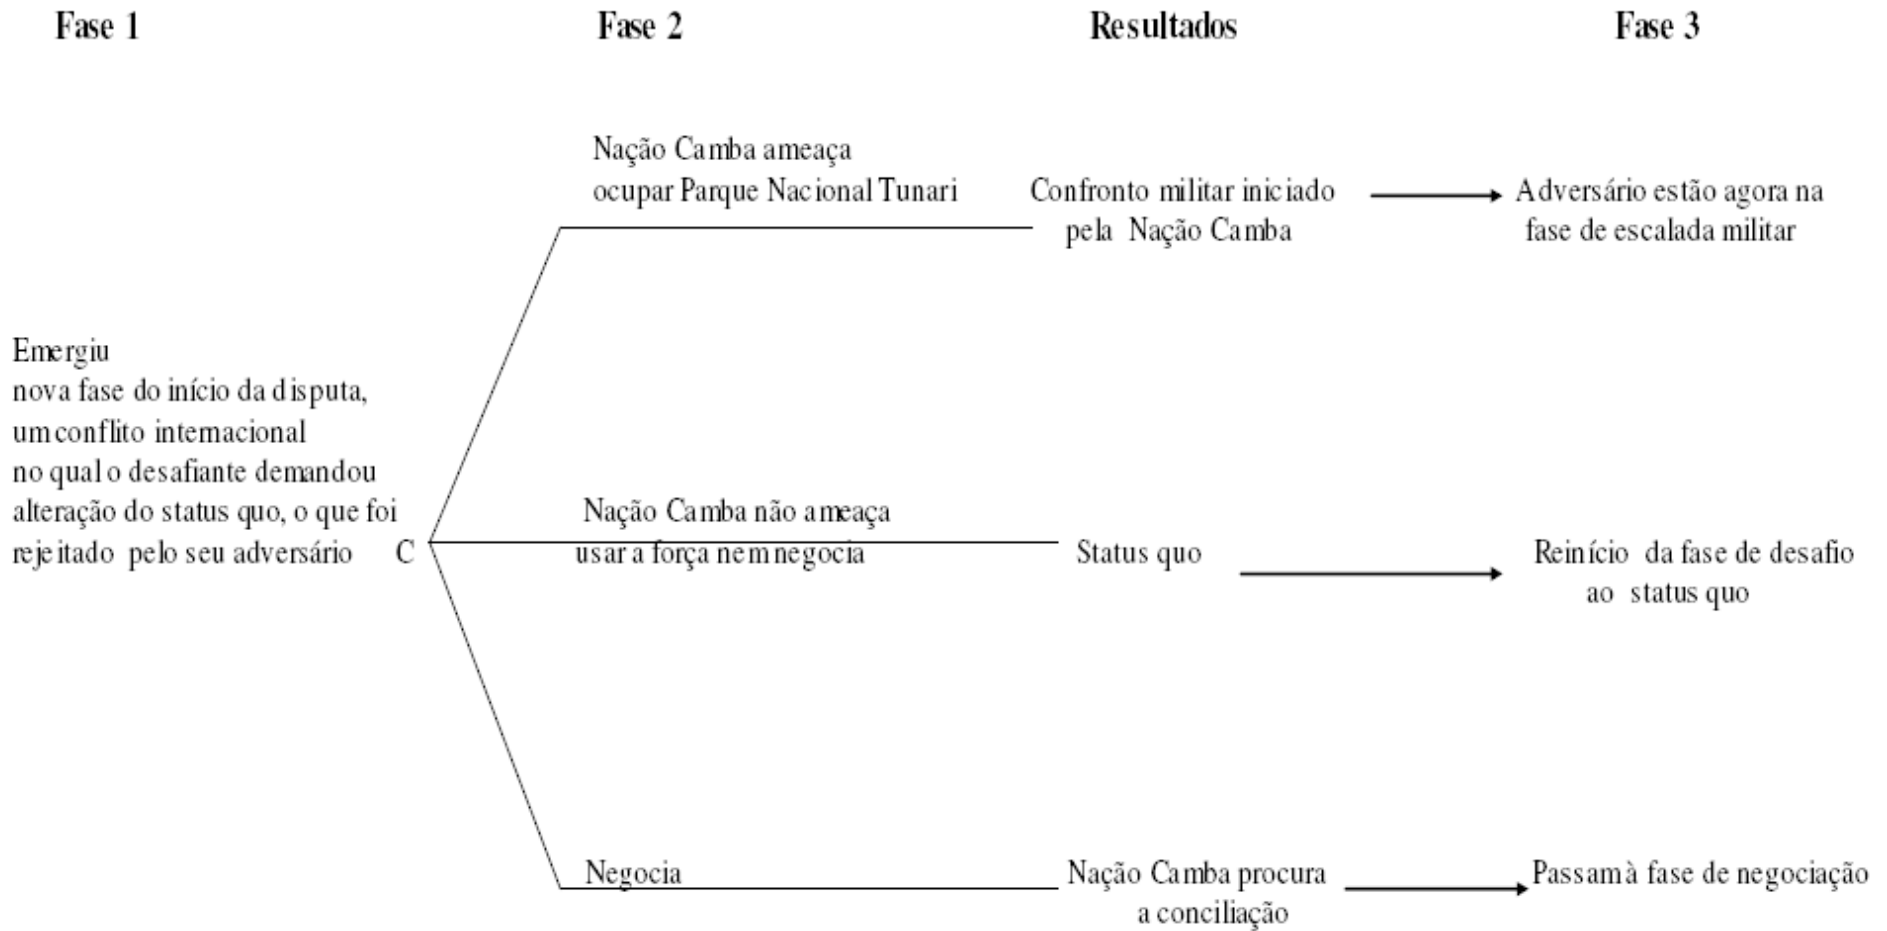 Fase 1
Fase 2
Resultados
Fase 3
Nação Camba ameaça
ocupar Parque Nacional Tunari
Confronto militar iniciado
pela Nação Camba
Adversário estão agora na
fase de escalada militar
Emergiu
nova fase do início da disputa,
um conflito internacional
no qual o desafiante demandou
alteração do status quo, o que foi
rejeitado pelo seu adversário
C
Nação Camba não ameaça
usar a força nem negocia
Status quo
Reinício da fase de desafio
ao status quo
Negocia
Nação Camba procura
a conciliação
Passam à fase de negociação